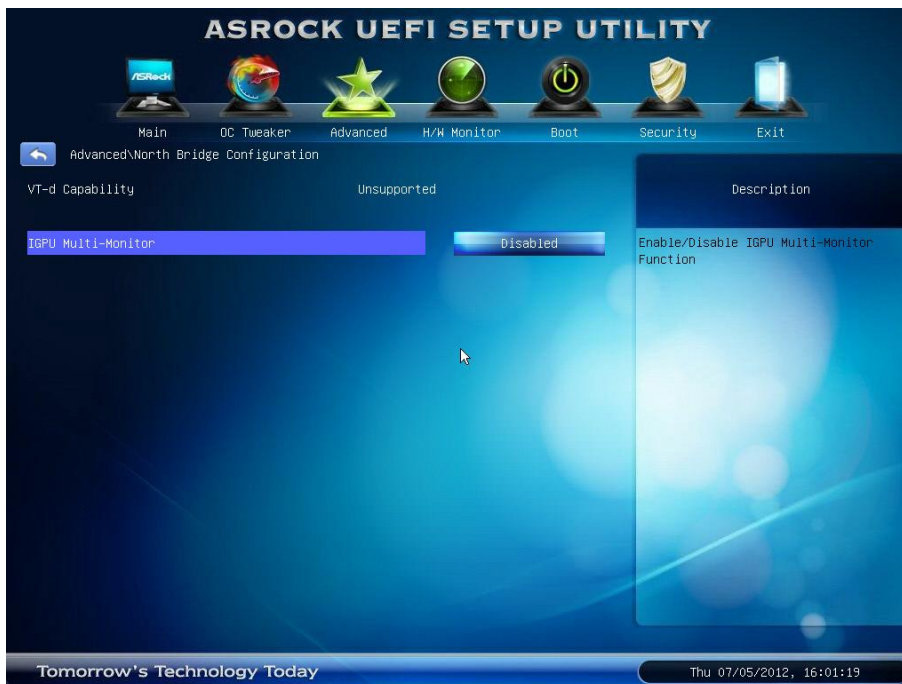 ASROCK UEFI SETUP UTILITY
ASRock
Main OC Tweaker Advanced H/W Monitor Boot Security Exit
Advanced\North Bridge Configuration
VT-d Capability Unsupported
Description
IGPU Multi-Monitor Disabled
Enable/Disable IGPU Multi-Monitor
Function
Tomorrow's Technology Today
Thu 07/05/2012, 16:01:19